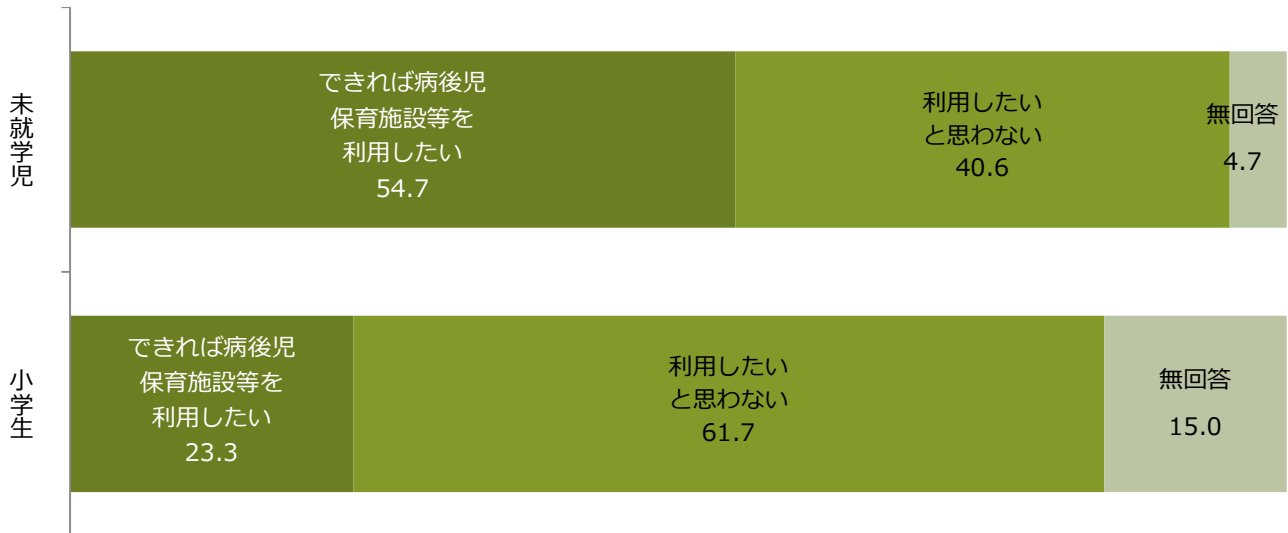 未就学児
できれば病後児
保育施設等を
利用したい
54.7
利用したい
と思わない
40.6
無回答
4.7
小学生
できれば病後児
保育施設等を
利用したい
23.3
利用したい
と思わない
61.7
無回答
15.0